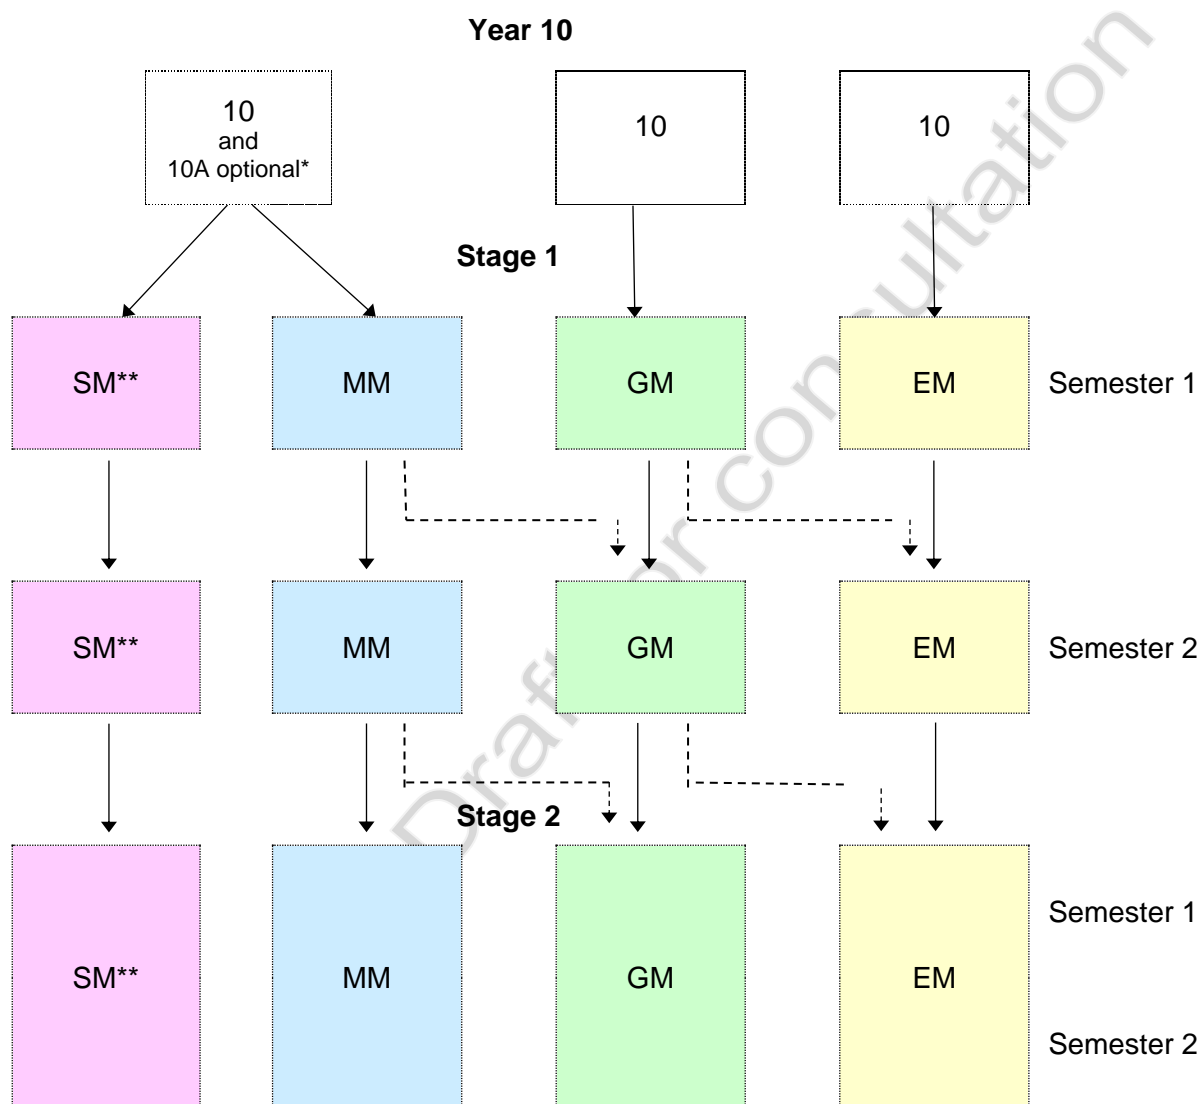 Year 10
10
and
10A optional*
10
10
Stage 1
SM**
MM
GM
EM
Semester 1
SM**
MM
GM
EM
Semester 2
Stage 2
Semester 1
SM**
MM
GM
EM
Semester 2
Draft for consultation